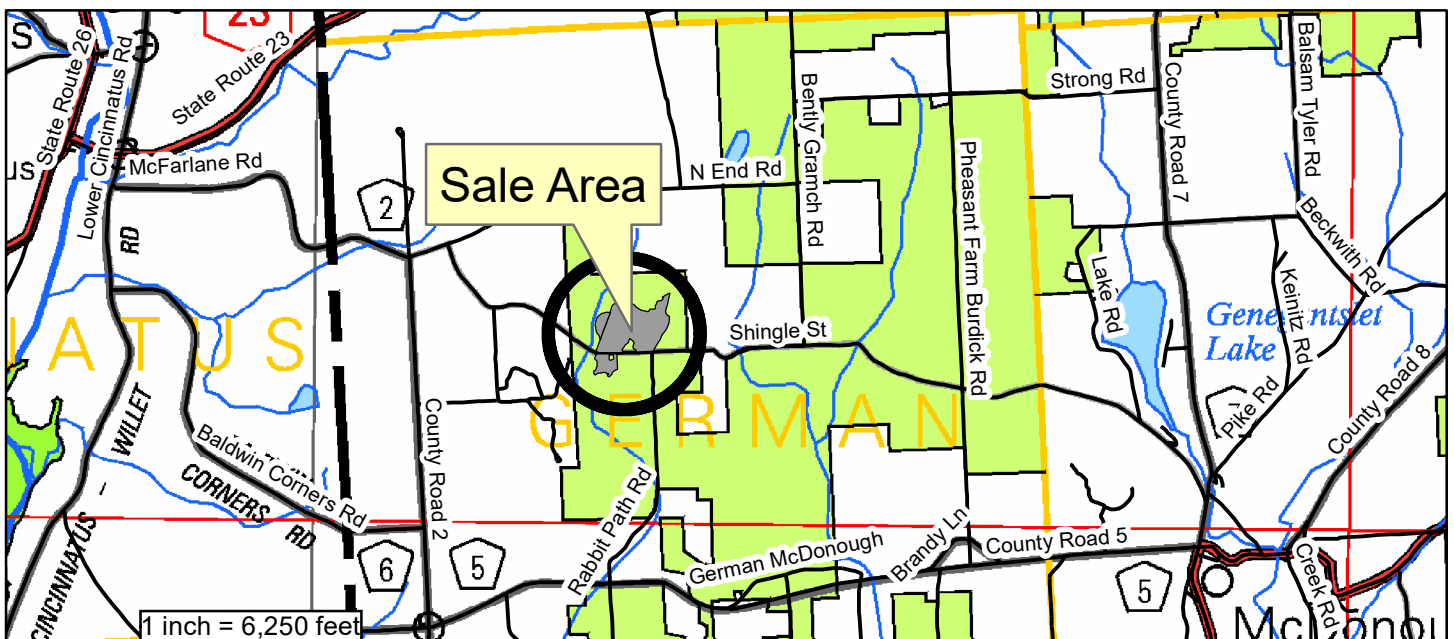 23
S
State Route 26
Lower Cincinnatus Rd
State Route 23
Strong Rd
County Road 7
Balsam Tyler Rd
us
RD
McFarlane Rd
Bently Gramch Rd
N End Rd
Pheasant Farm Burdick Rd
Sale Area
2
RD
Beckwith Rd
Lake Rd
Keinitz Rd
Lake
NATUS
Shingle St
County Road 8
Pike Rd
GERMAN
WILLET
County Road 2
Baldwin Corners Rd
CORNERS
RD
CINCINNATUS
Rabbit Path Rd
6
5
German McDonough
Brandy Ln
County Road 5
5
Creek Rd
1 inch = 6,250 feet